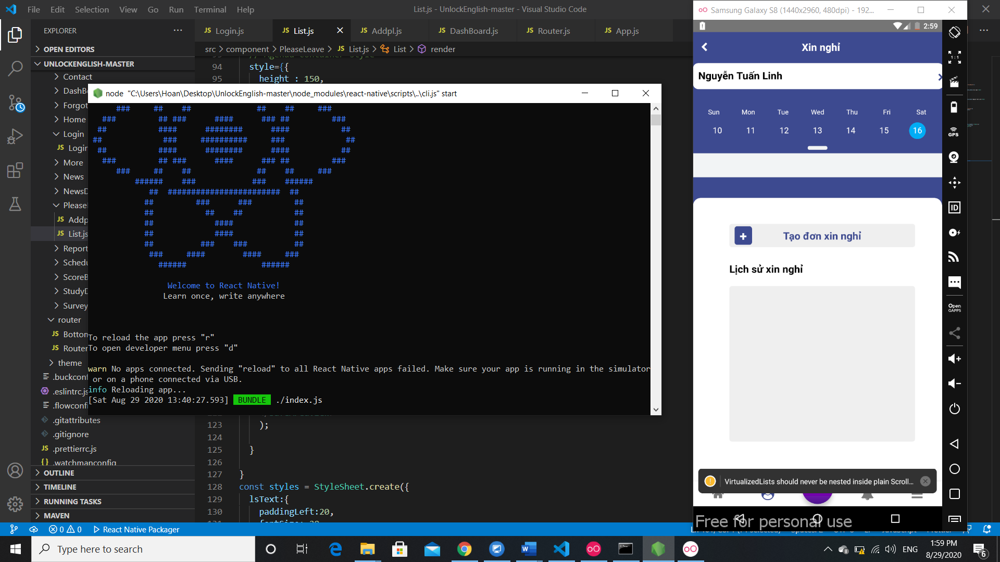 File Edit Selection View Go Run Terminal Help
List.js - UnlockEnglish-master - Visual Studio Code
EXPLORER
OPEN EDITORS
UNLOCKENGLISH-MASTER
Contact
DashB
Forgot
Home
Login
JS Login
More
News
NewsD
Please
JS Addp
JS List.js
Report
Schedu
ScoreB
StudyD
Survey
router
JS Bottom
JS Router
theme
.buckconf
.eslintrc.js
.flowconfi
.gitattributes
.gitignore
JS .prettierrc.js
{} .watchmanconfig
OUTLINE
TIMELINE
RUNNING TASKS
MAVEN
JS Login.js
JS List.js
JS Addpl.js
JS DashBoard.js
JS Router.js
JS App.js
src > component > PleaseLeave > JS List.js > List > render
94 style={{
95 height : 150,
node "C:\Users\Hoan\Desktop\UnlockEnglish-master\node_modules\react-native\scripts\..\cli.js" start
Welcome to React Native!
Learn once, write anywhere
To reload the app press "r"
To open developer menu press "d"
warn No apps connected. Sending "reload" to all React Native apps failed. Make sure your app is running in the simulator
or on a phone connected via USB.
info Reloading app...
[Sat Aug 29 2020 13:40:27.593] BUNDLE ./index.js
123 );
124
125 }
126
127 }
128 const styles = StyleSheet.create({
129 lsText:{
130 paddingLeft:20,
Samsung Galaxy S8 (1440x2960, 480dpi) - 192...
2:59
Xin nghỉ
Nguyễn Tuấn Linh
Sun Mon Tue Wed Thu Fri Sat
10 11 12 13 14 15 16
Tạo đơn xin nghỉ
Lịch sử xin nghỉ
VirtualizedLists should never be nested inside plain Scroll...
Free for personal use
1:1
GPS
ID
Open GAPPS
0 0 React Native Packager
Type here to search
ENG
1:59 PM
8/29/2020
6